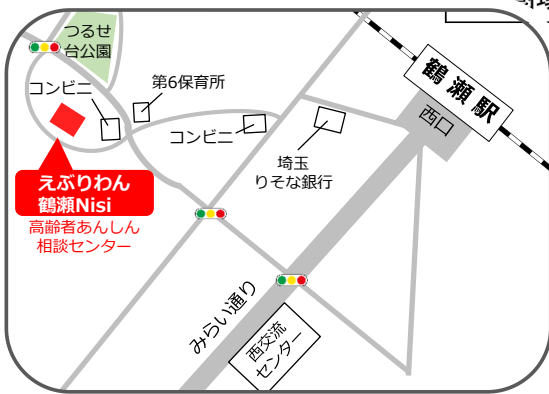 つるせ
台公園
コンビニ
第6保育所
コンビニ
埼玉
りそな銀行
鶴瀬駅
西口
えぶりわん
鶴瀬Nisi
高齢者あんしん
相談センター
みらい通り
西交流
センター